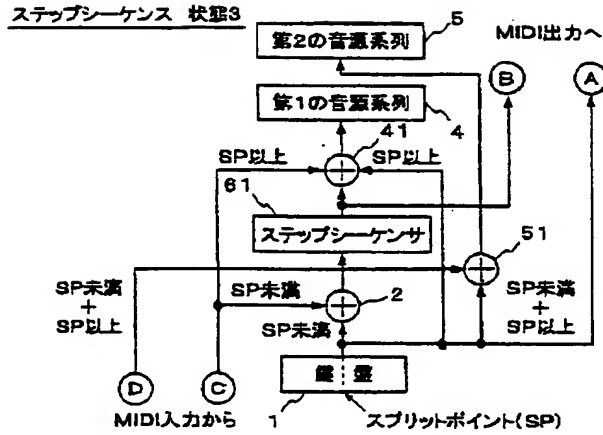 ステップシーケンス 状態3
5
第2の音源系列
MIDI出力へ
B
A
第1の音源系列
4
41
SP以上
SP以上
61
ステップシーケンサ
51
SP未満
+
SP以上
SP未満
2
SP未満
SP未満
+
SP以上
鍵盤
D
C
MIDI入力から
1
スプリットポイント(SP)